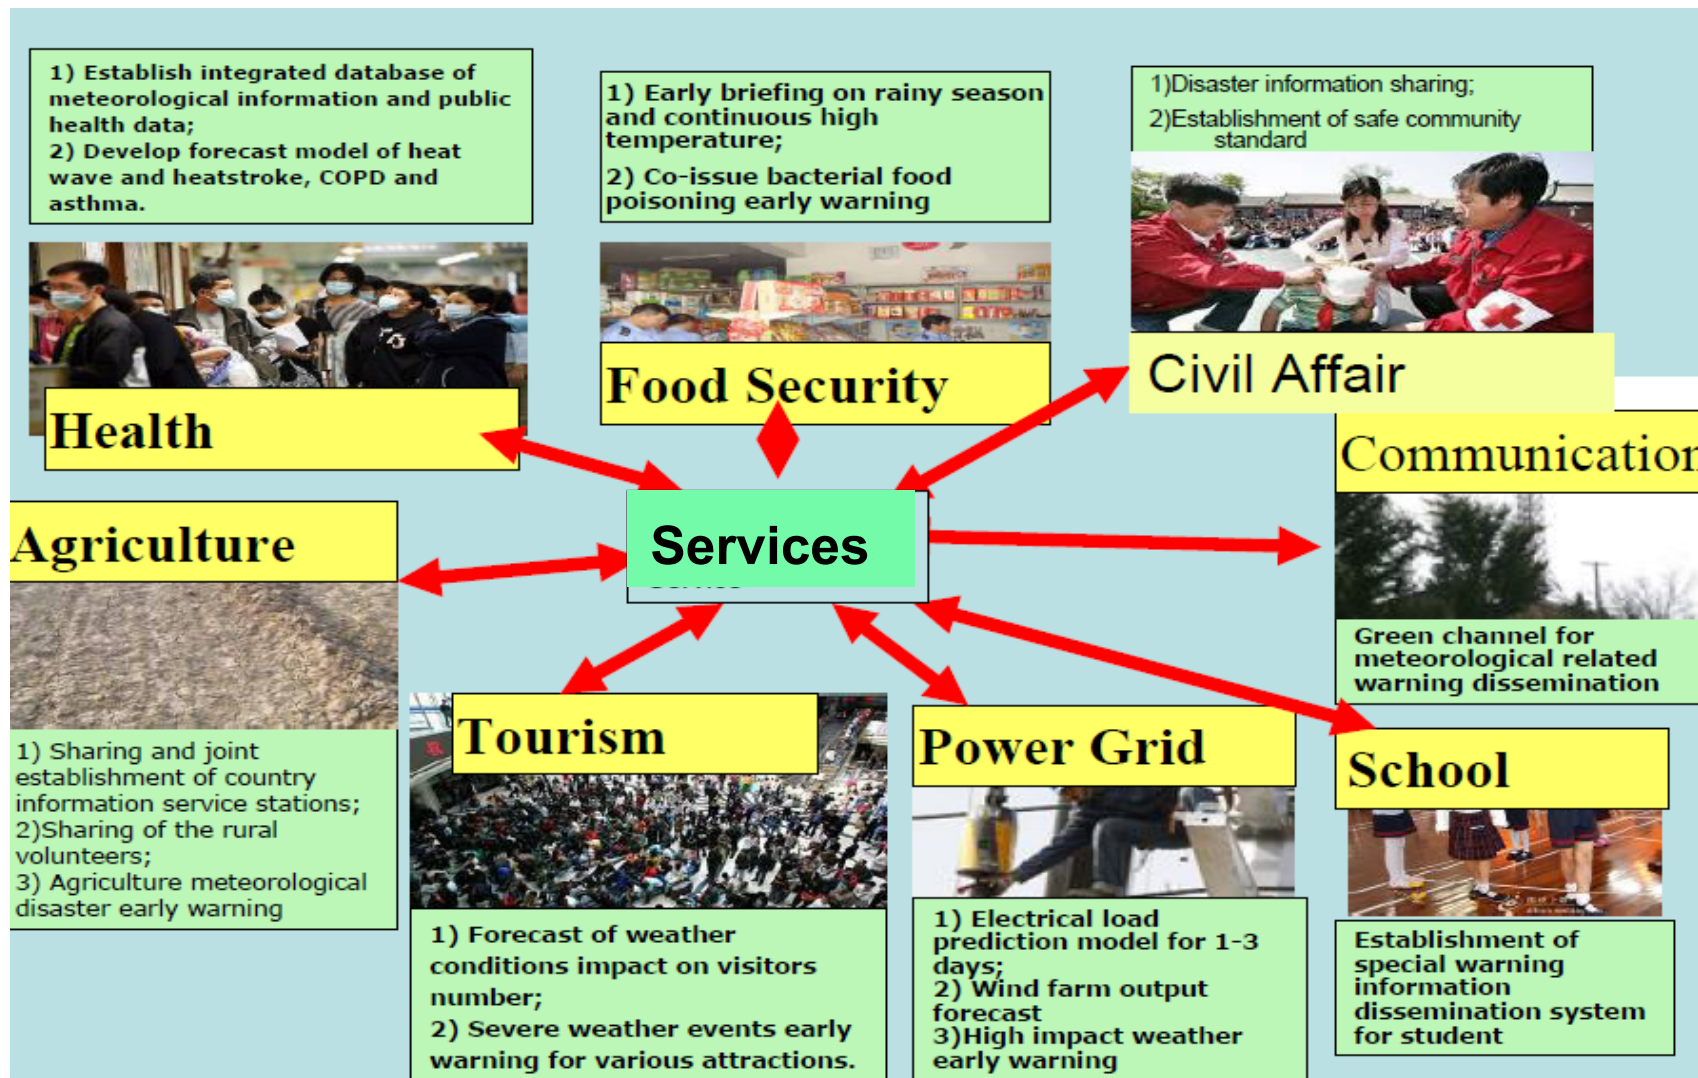 1) Establish integrated database of
meteorological information and public
health data;
2) Develop forecast model of heat
wave and heatstroke, COPD and
asthma.
Health
1) Early briefing on rainy season
and continuous high
temperature;
2) Co-issue bacterial food
poisoning early warning
Food Security
1)Disaster information sharing;
2)Establishment of safe community
standard
Civil Affair
Communication
Green channel for
meteorological related
warning dissemination
Services
Agriculture
1) Sharing and joint
establishment of country
information service stations;
2)Sharing of the rural
volunteers;
3) Agriculture meteorological
disaster early warning
Tourism
1) Forecast of weather
conditions impact on visitors
number;
2) Severe weather events early
warning for various attractions.
Power Grid
1) Electrical load
prediction model for 1-3
days;
2) Wind farm output
forecast
3)High impact weather
early warning
School
Establishment of
special warning
information
dissemination system
for student